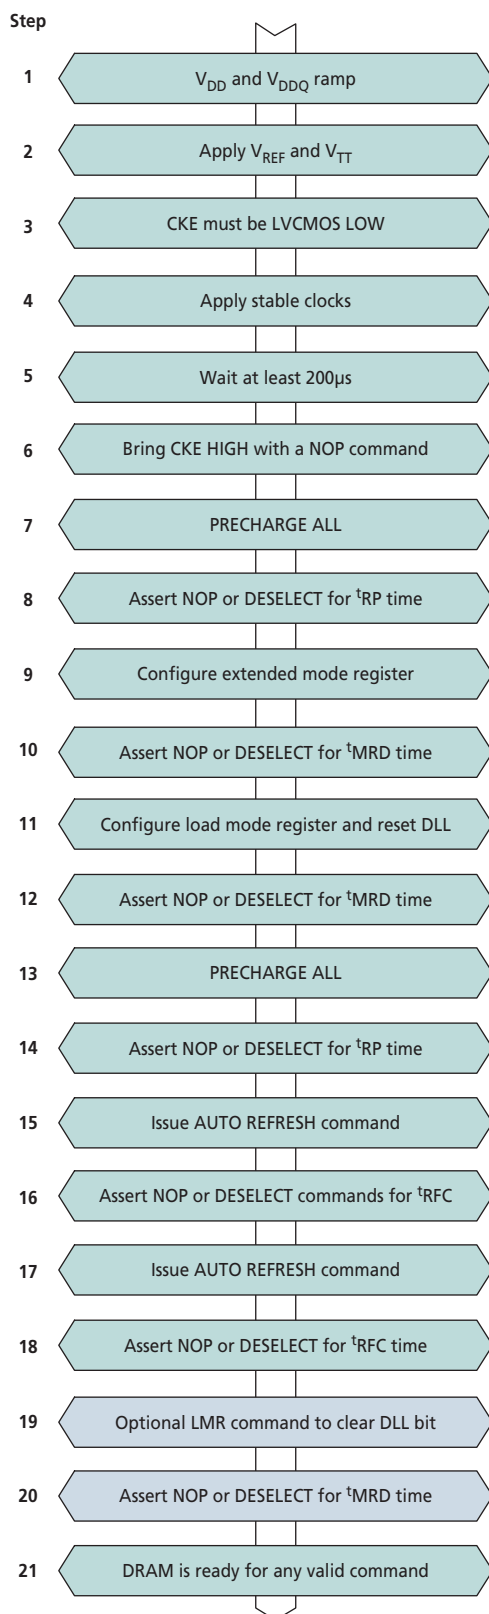 Step
1 V_DD and V_DDQ ramp
2 Apply V_REF and V_TT
3 CKE must be LVCMOS LOW
4 Apply stable clocks
5 Wait at least 200µs
6 Bring CKE HIGH with a NOP command
7 PRECHARGE ALL
8 Assert NOP or DESELECT for ^tRP time
9 Configure extended mode register
10 Assert NOP or DESELECT for ^tMRD time
11 Configure load mode register and reset DLL
12 Assert NOP or DESELECT for ^tMRD time
13 PRECHARGE ALL
14 Assert NOP or DESELECT for ^tRP time
15 Issue AUTO REFRESH command
16 Assert NOP or DESELECT commands for ^tRFC
17 Issue AUTO REFRESH command
18 Assert NOP or DESELECT for ^tRFC time
19 Optional LMR command to clear DLL bit
20 Assert NOP or DESELECT for ^tMRD time
21 DRAM is ready for any valid command